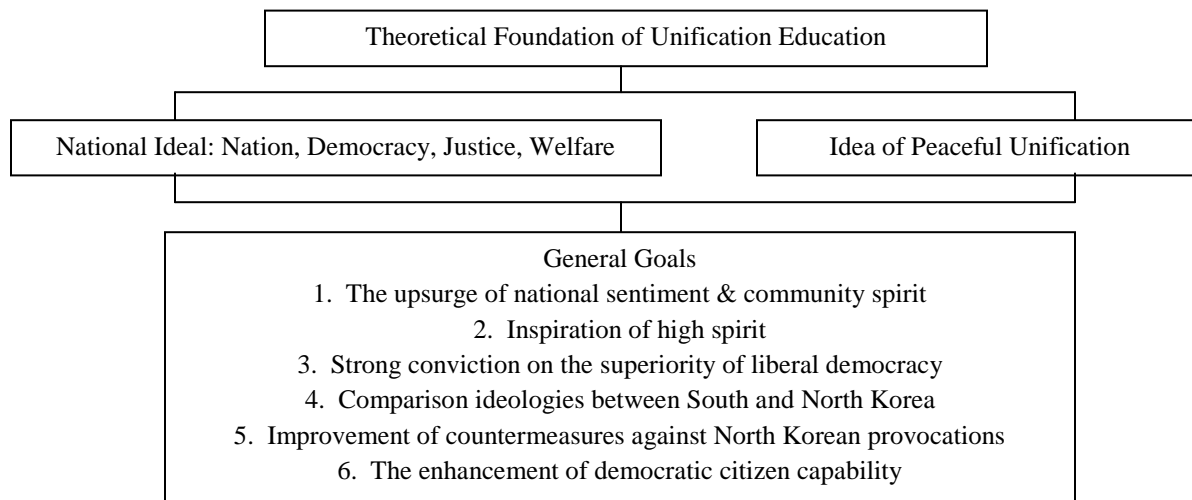 Theoretical Foundation of Unification Education
National Ideal: Nation, Democracy, Justice, Welfare
Idea of Peaceful Unification
General Goals
1. The upsurge of national sentiment & community spirit
2. Inspiration of high spirit
3. Strong conviction on the superiority of liberal democracy
4. Comparison ideologies between South and North Korea
5. Improvement of countermeasures against North Korean provocations
6. The enhancement of democratic citizen capability